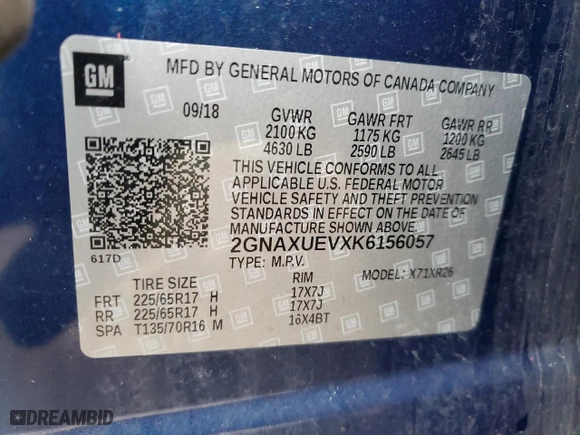 GM
MFD BY GENERAL MOTORS OF CANADA COMPANY
09/18 GVWR GAWR FRT GAWR RR
2100 KG 1175 KG 1200 KG
4630 LB 2590 LB 2645 LB
THIS VEHICLE CONFORMS TO ALL
APPLICABLE U.S. FEDERAL MOTOR
VEHICLE SAFETY AND THEFT PREVENTION
STANDARDS IN EFFECT ON THE DATE OF
MANUFACTURE SHOWN ABOVE.
617D 2GNAXUEVXK6156057
TYPE: M.P.V. MODEL: X71XR26
TIRE SIZE RIM
FRT 225/65R17 H 17X7J
RR 225/65R17 H 17X7J
SPA T135/70R16 M 16X4BT
DREAMBID